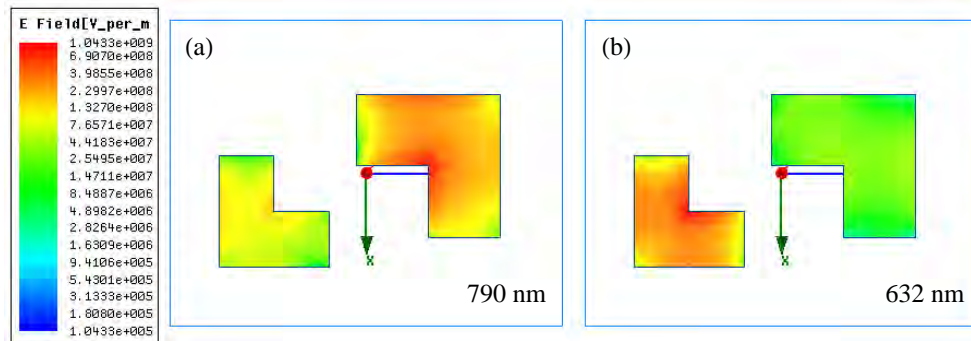 E Field[V_per_m
1.0433e+009
6.9070e+008
3.9855e+008
2.2997e+008
1.3270e+008
7.6571e+007
4.4183e+007
2.5495e+007
1.4711e+007
8.4887e+006
4.8982e+006
2.8264e+006
1.6309e+006
9.4106e+005
5.4301e+005
3.1333e+005
1.8080e+005
1.0433e+005
(a)
X
790 nm
(b)
X
632 nm